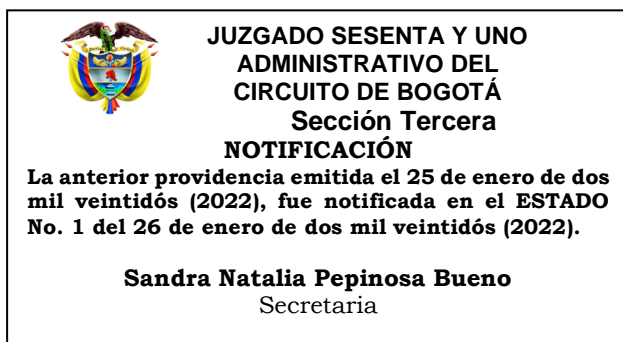 JUZGADO SESENTA Y UNO
ADMINISTRATIVO DEL
CIRCUITO DE BOGOTÁ
Sección Tercera
NOTIFICACIÓN
La anterior providencia emitida el 25 de enero de dos
mil veintidós (2022), fue notificada en el ESTADO
No. 1 del 26 de enero de dos mil veintidós (2022).
Sandra Natalia Pepinosa Bueno
Secretaria